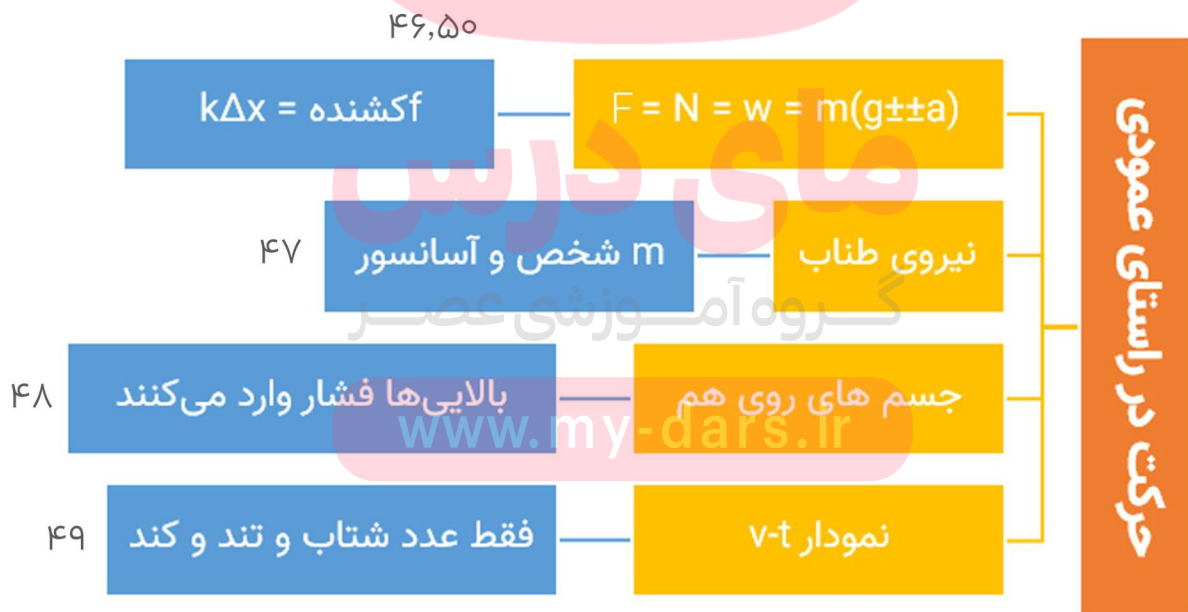 حرکت در راستای عمودی
۴۶,۵۰
F = N = w = m(g±±a)
fکشنده = kΔx
نیروی طناب
m شخص و آسانسور
۴۷
جسم های روی هم
بالایی‌ها فشار وارد می‌کنند
۴۸
نمودار v-t
فقط عدد شتاب و تند و کند
۴۹
مای درس
گروه آموزشی عصر
www.my-dars.ir